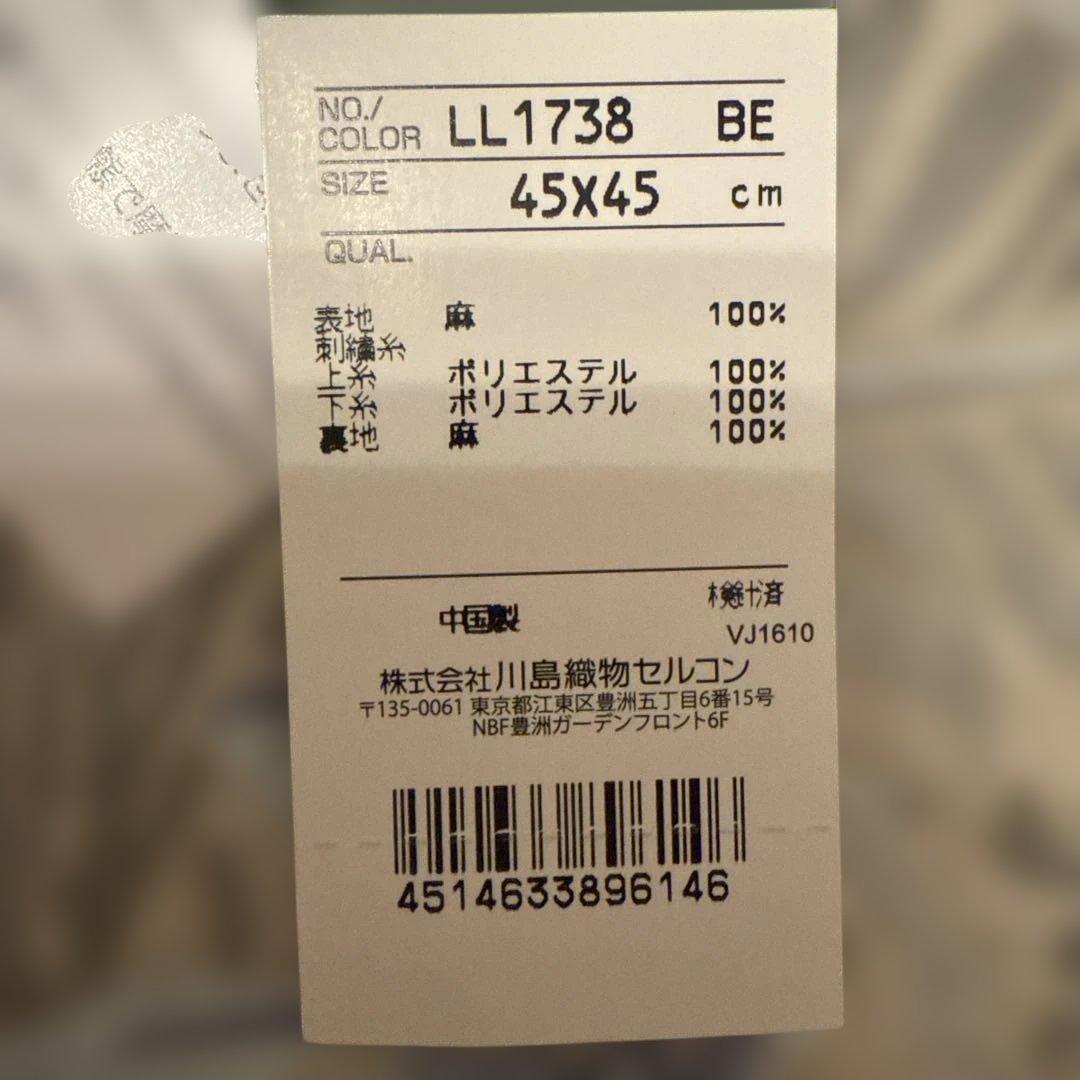 NO./
COLOR LL1738 BE
SIZE 45X45 cm
QUAL.
表地 麻 100%
刺繍糸
上糸 ポリエステル 100%
下糸 ポリエステル 100%
裏地 麻 100%
中国製 検針済
VJ1610
株式会社川島織物セルコン
〒135-0061 東京都江東区豊洲五丁目6番15号
NBF豊洲ガーデンフロント6F
4514633896146